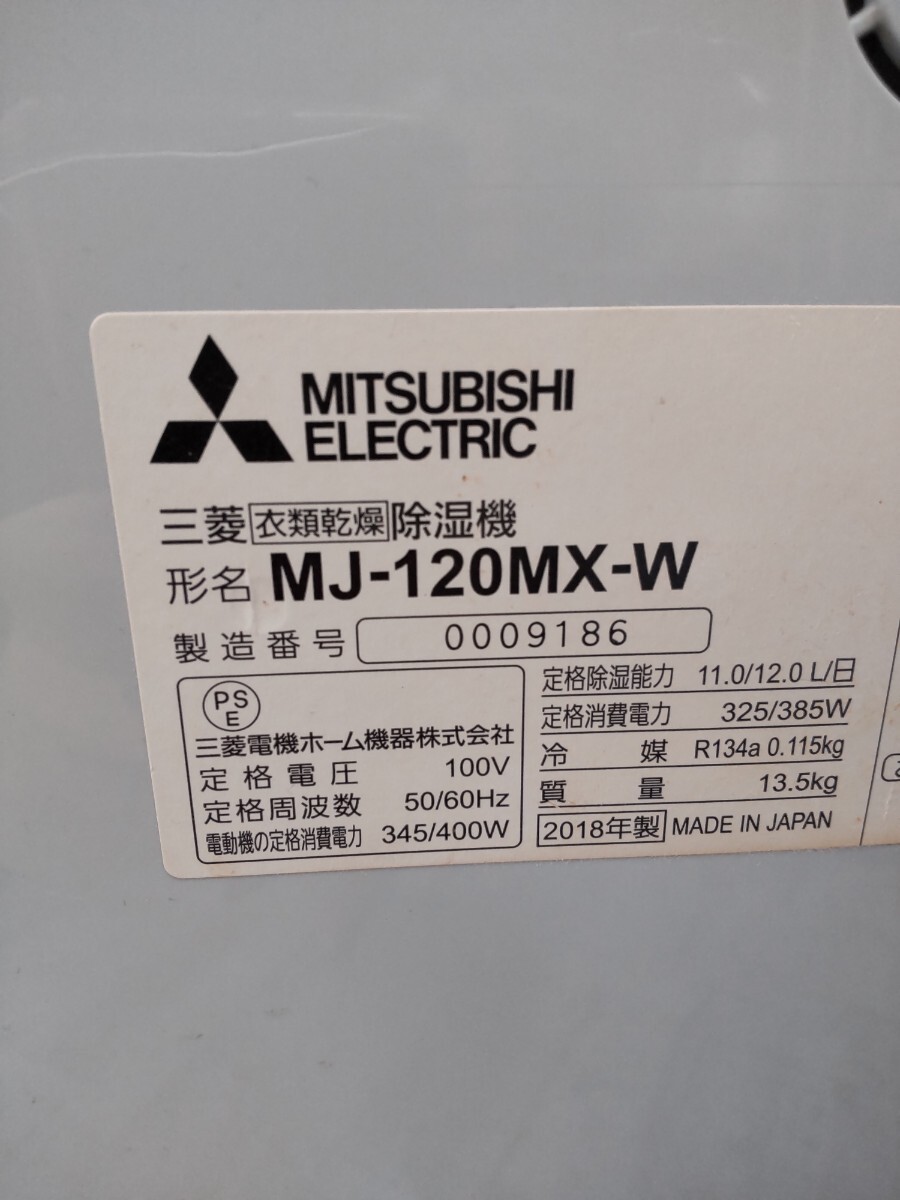 MITSUBISHI
ELECTRIC
三菱 衣類乾燥 除湿機
形名 MJ-120MX-W
製造番号 0009186
PS
E
三菱電機ホーム機器株式会社
定格電圧 100V
定格周波数 50/60Hz
電動機の定格消費電力 345/400W
定格除湿能力 11.0/12.0 L/日
定格消費電力 325/385W
冷媒 R134a 0.115kg
質量 13.5kg
2018年製 MADE IN JAPAN